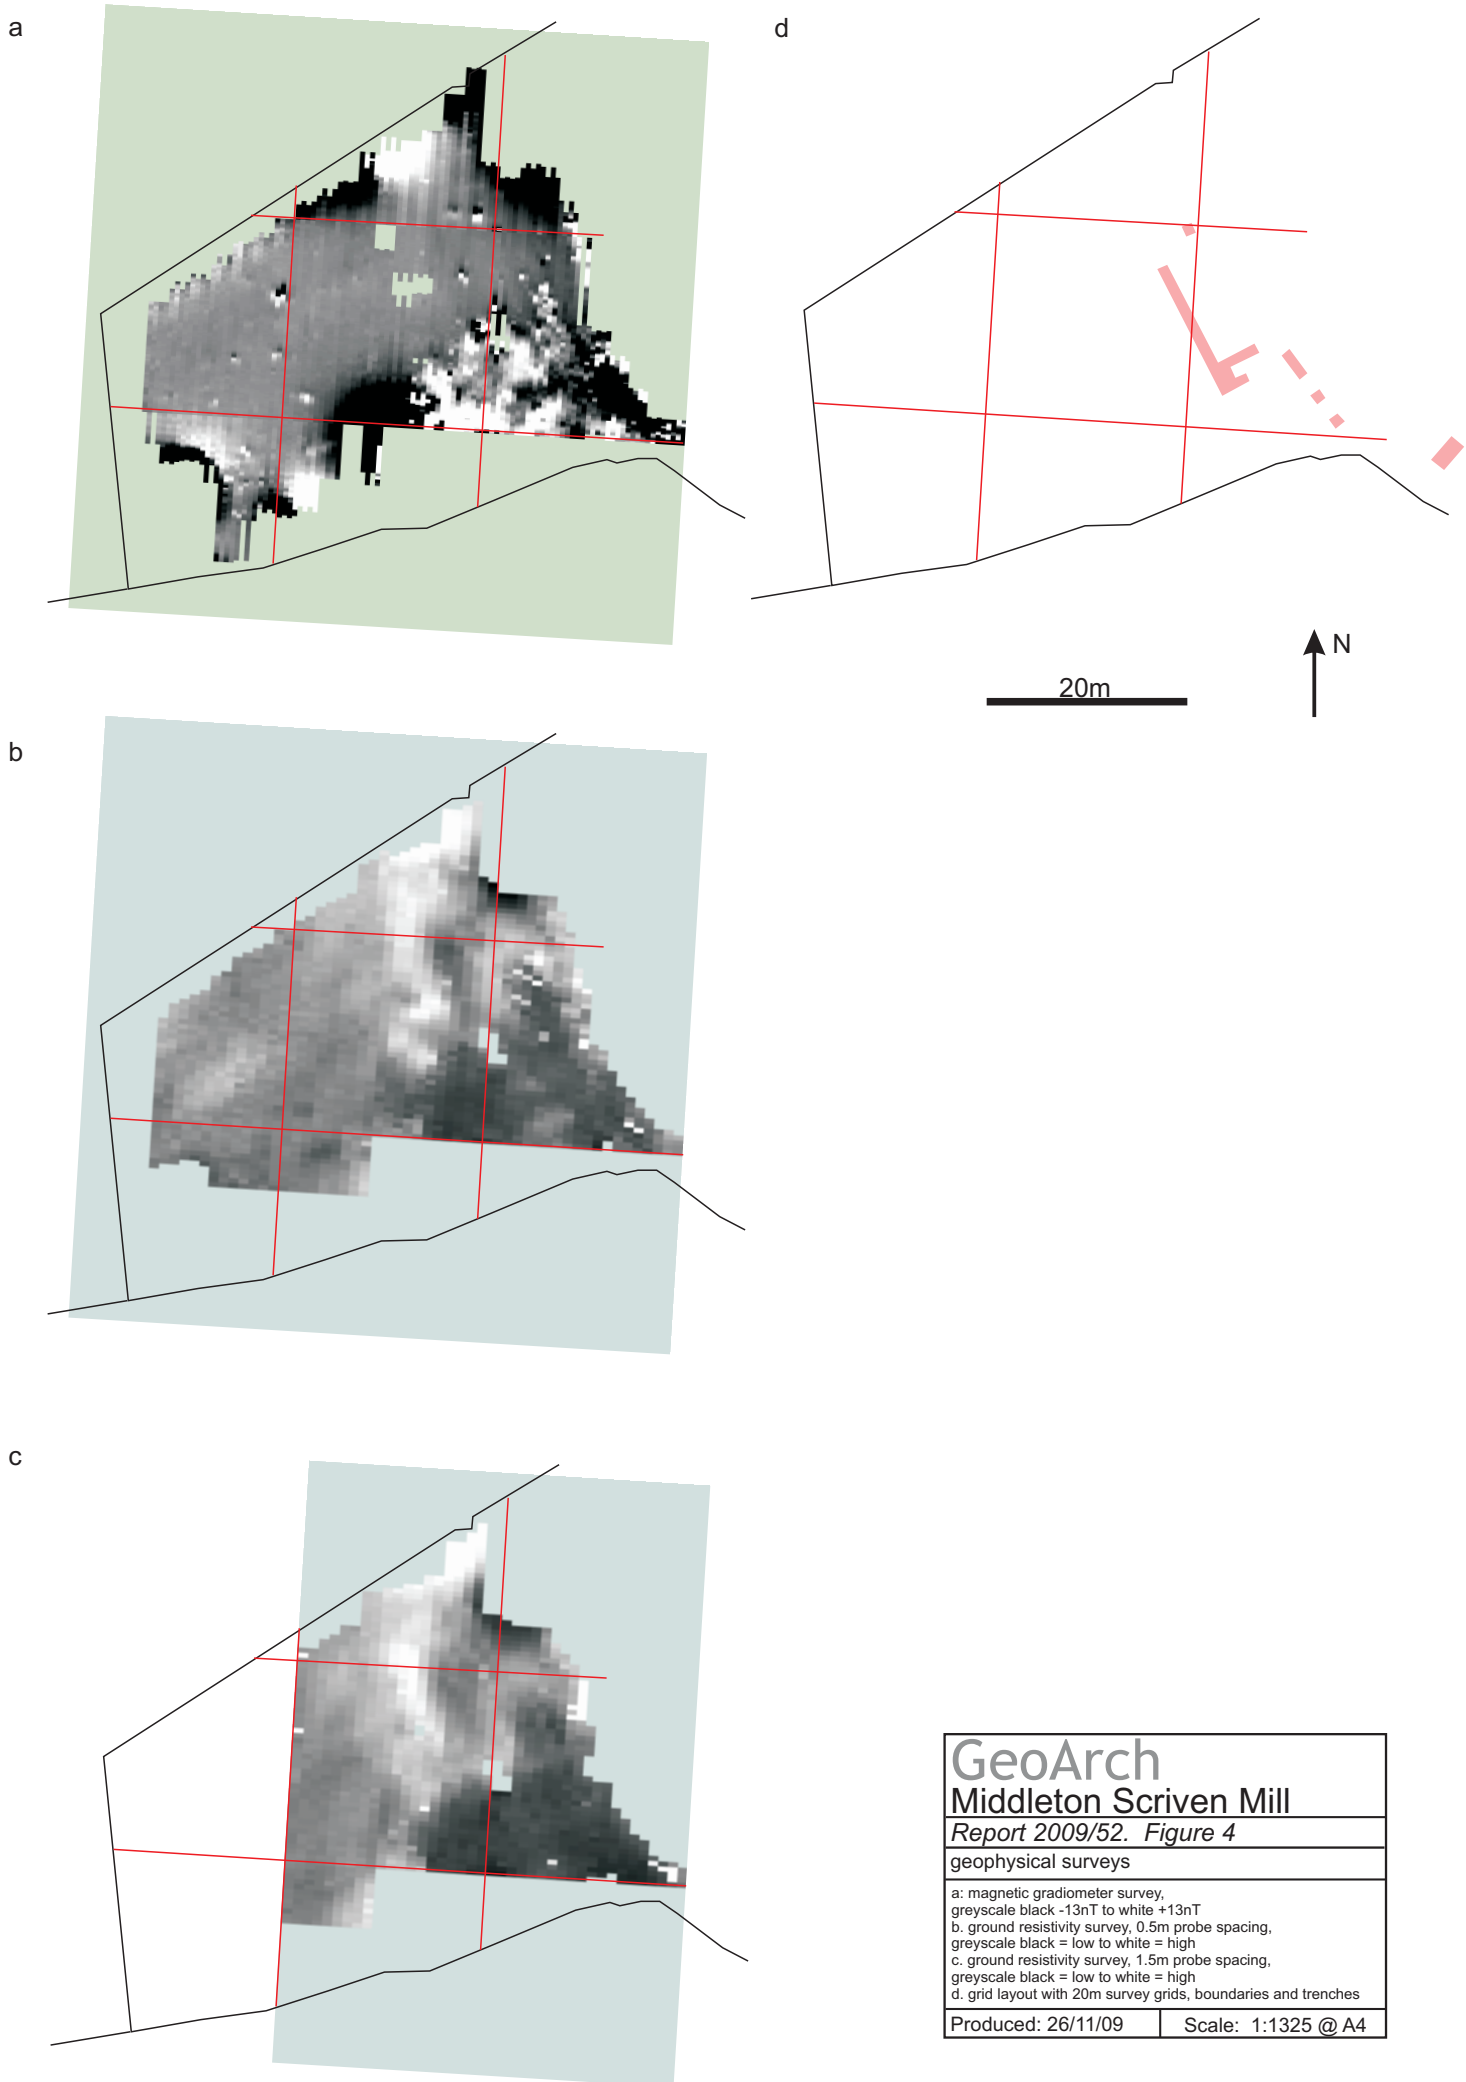 a
d
N
20m
b
c
GeoArch
Middleton Scriven Mill
Report 2009/52. Figure 4
geophysical surveys
a: magnetic gradiometer survey,
greyscale black -13nT to white +13nT
b. ground resistivity survey, 0.5m probe spacing,
greyscale black = low to white = high
c. ground resistivity survey, 1.5m probe spacing,
greyscale black = low to white = high
d. grid layout with 20m survey grids, boundaries and trenches
Produced: 26/11/09
Scale: 1:1325 @ A4